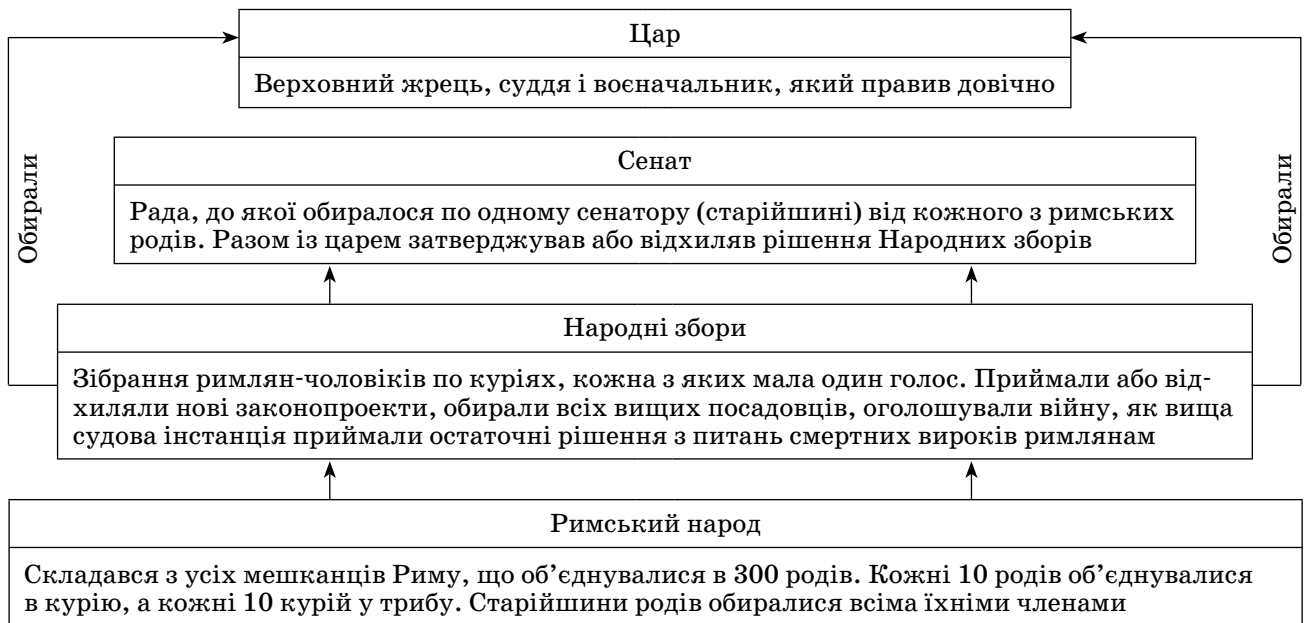 Цар
Верховний жрець, суддя і воєначальник, який правив довічно
Обирали
Обирали
Сенат
Рада, до якої обиралося по одному сенатору (старійшині) від кожного з римських
родів. Разом із царем затверджував або відхиляв рішення Народних зборів
Народні збори
Зібрання римлян-чоловіків по куріях, кожна з яких мала один голос. Приймали або від-
хиляли нові законопроекти, обирали всіх вищих посадовців, оголошували війну, як вища
судова інстанція приймали остаточні рішення з питань смертних вироків римлянам
Римський народ
Складався з усіх мешканців Риму, що об’єднувалися в 300 родів. Кожні 10 родів об’єднувалися
в курію, а кожні 10 курій у трибу. Старійшини родів обиралися всіма їхніми членами